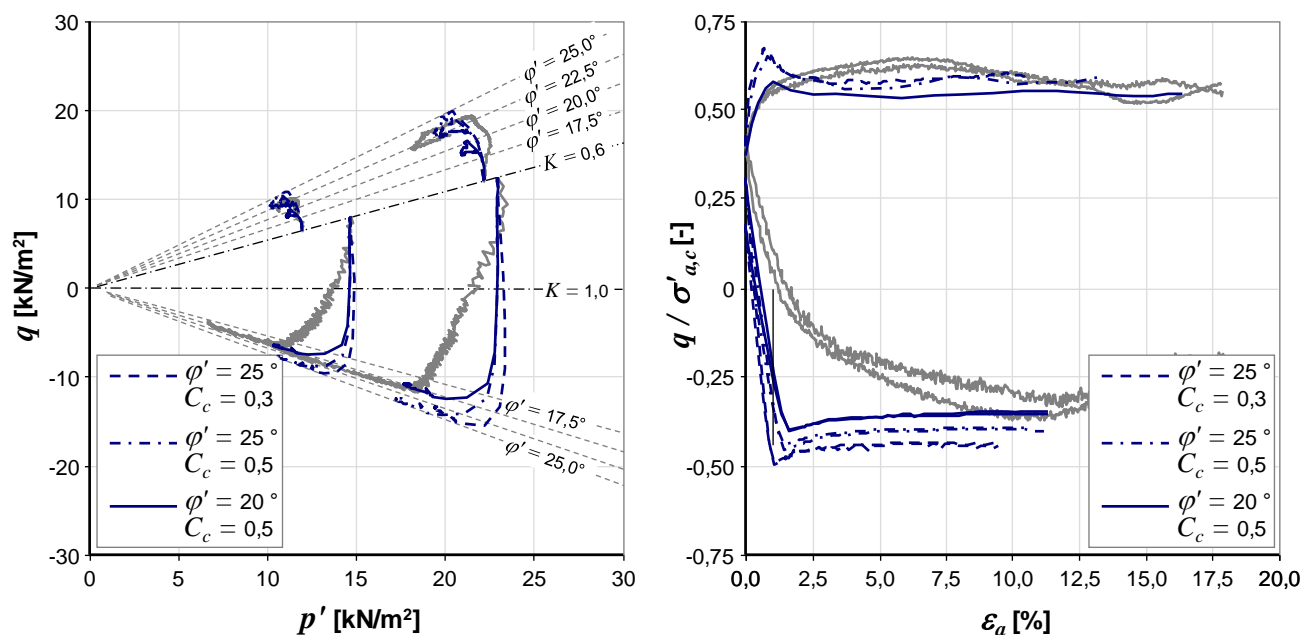 30
20
10
0
-10
-20
-30
q [kN/m²]
φ' = 25,0°
φ' = 22,5°
φ' = 20,0°
φ' = 17,5°
K = 0,6
K = 1,0
φ' = 17,5°
φ' = 25,0°
φ' = 25 °
C_c = 0,3
φ' = 25 °
C_c = 0,5
φ' = 20 °
C_c = 0,5
0
5
10
15
20
25
30
p' [kN/m²]
0,75
0,50
0,25
0
-0,25
-0,50
-0,75
q / σ'_{a,c} [-]
φ' = 25 °
C_c = 0,3
φ' = 25 °
C_c = 0,5
φ' = 20 °
C_c = 0,5
0,0
2,5
5,0
7,5
10,0
12,5
15,0
17,5
20,0
ε_a [%]